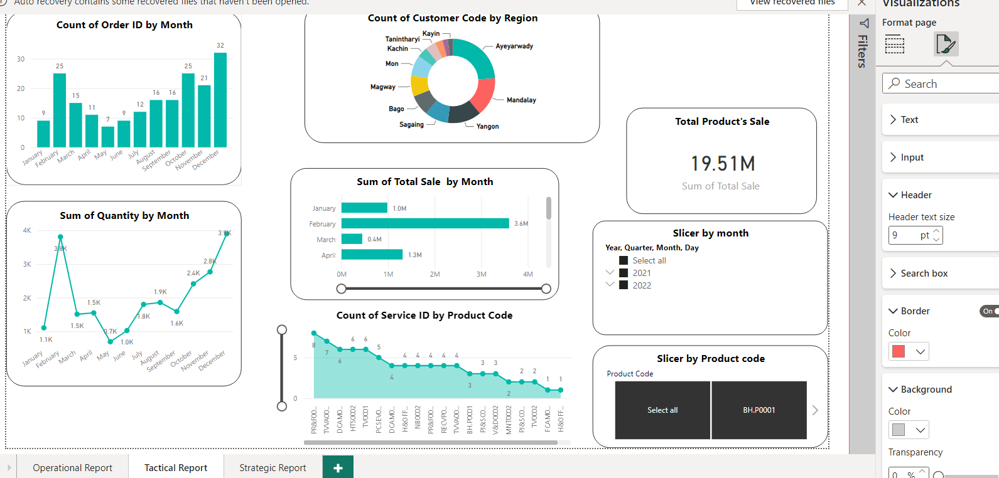 Auto recovery contains some recovered files that haven't been opened.
View recovered files
Count of Order ID by Month
30
20
10
0
9
25
15
11
7
9
12
16
16
25
21
32
January
February
March
April
May
June
July
August
September
October
November
December
Count of Customer Code by Region
Kayin
Tanintharyi
Kachin
Mon
Magway
Bago
Sagaing
Ayeyarwady
Mandalay
Yangon
Total Product's Sale
19.51M
Sum of Total Sale
Sum of Quantity by Month
4K
3K
2K
1K
1.1K
3.8K
1.5K
1.5K
0.7K
1.0K
1.8K
1.9K
1.6K
2.4K
2.8K
3.9K
January
February
March
April
May
June
July
August
September
October
November
December
Sum of Total Sale by Month
January 1.0M
February 3.6M
March 0.4M
April 1.3M
0M 1M 2M 3M 4M
Slicer by month
Year, Quarter, Month, Day
Select all
2021
2022
Count of Service ID by Product Code
5
0
8
7
6
6
6
5
4
4
4
4
4
4
3
3
3
2
2
2
1
1
PR&FOO...
TVVAOO...
DCAMO...
HTSO002
TVO001
PCSEVO...
DCAMO...
H&OFF...
NBO002
PR&FOO...
RECVPO...
TVVAOO...
BH.P0001
PJ&SCO...
V&DO002
MNTO002
PJ&SCO...
TVO002
FCAMO...
H&OFF...
Slicer by Product code
Product Code
Select all
BH.P0001
Operational Report
Tactical Report
Strategic Report
Filters
Visualizations
Format page
Search
Text
Input
Header
Header text size
9 pt
Search box
Border
On
Color
Background
Color
Transparency
0 %